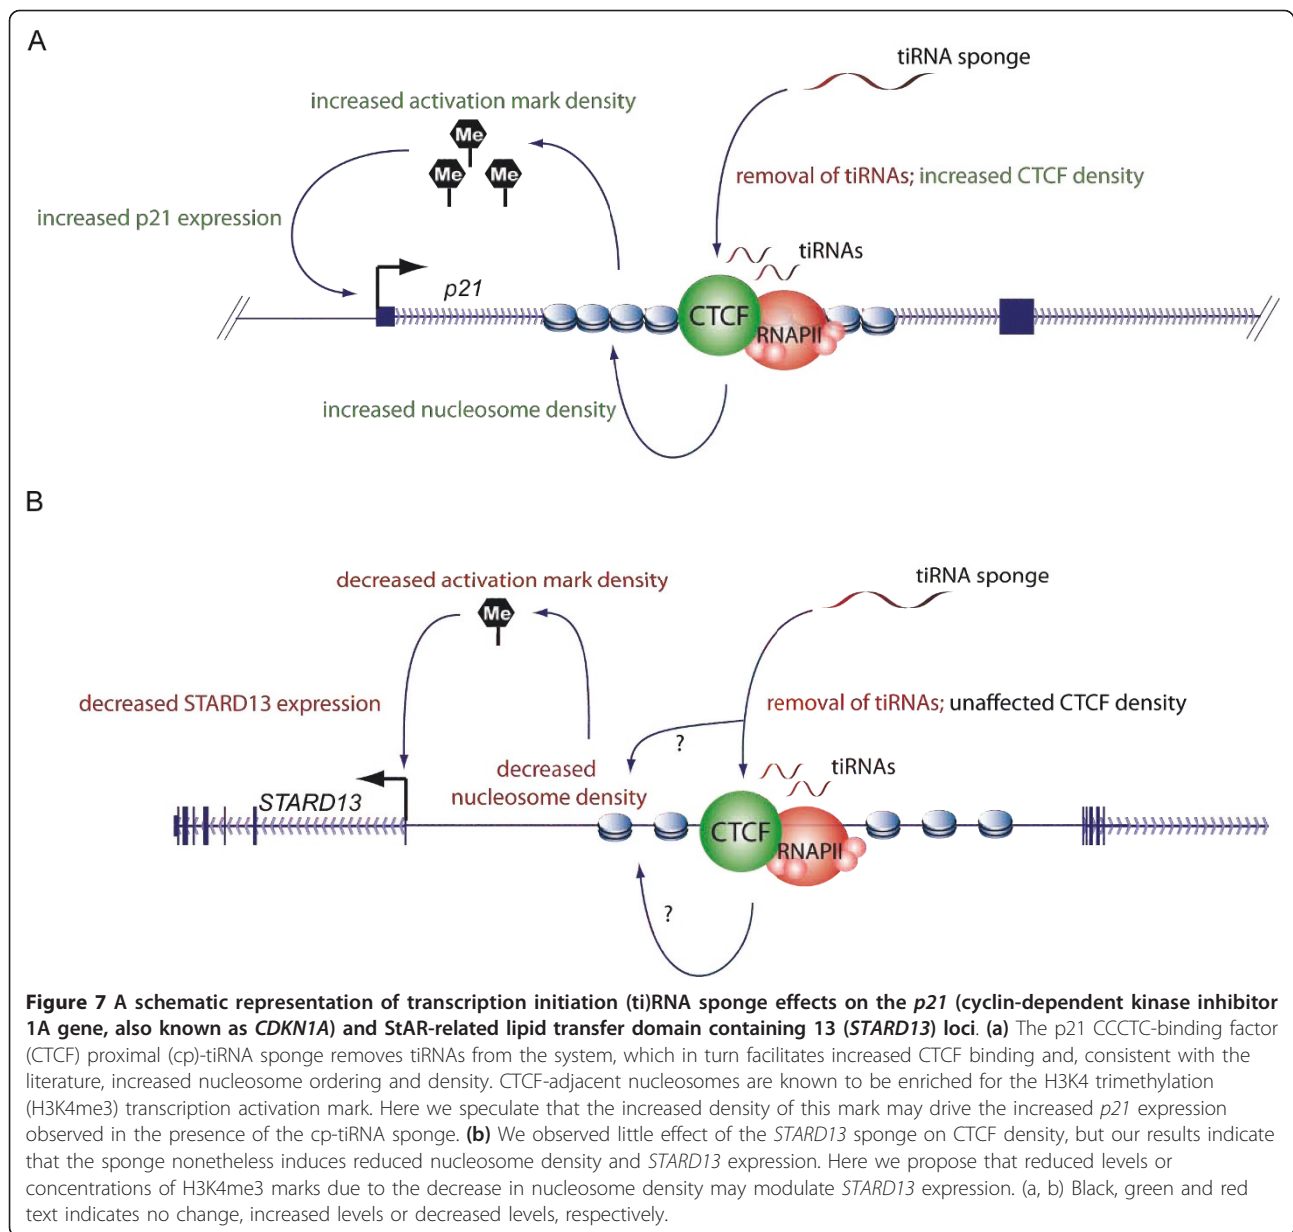 A
tiRNA sponge
increased activation mark density
Me
Me
Me
removal of tiRNAs; increased CTCF density
increased p21 expression
tiRNAs
p21
CTCF
RNAPII
increased nucleosome density
B
tiRNA sponge
decreased activation mark density
Me
decreased STARD13 expression
removal of tiRNAs; unaffected CTCF density
?
tiRNAs
decreased
nucleosome density
STARD13
CTCF
RNAPII
?
Figure 7 A schematic representation of transcription initiation (ti)RNA sponge effects on the p21 (cyclin-dependent kinase inhibitor
1A gene, also known as CDKN1A) and StAR-related lipid transfer domain containing 13 (STARD13) loci. (a) The p21 CCCTC-binding factor
(CTCF) proximal (cp)-tiRNA sponge removes tiRNAs from the system, which in turn facilitates increased CTCF binding and, consistent with the
literature, increased nucleosome ordering and density. CTCF-adjacent nucleosomes are known to be enriched for the H3K4 trimethylation
(H3K4me3) transcription activation mark. Here we speculate that the increased density of this mark may drive the increased p21 expression
observed in the presence of the cp-tiRNA sponge. (b) We observed little effect of the STARD13 sponge on CTCF density, but our results indicate
that the sponge nonetheless induces reduced nucleosome density and STARD13 expression. Here we propose that reduced levels or
concentrations of H3K4me3 marks due to the decrease in nucleosome density may modulate STARD13 expression. (a, b) Black, green and red
text indicates no change, increased levels or decreased levels, respectively.